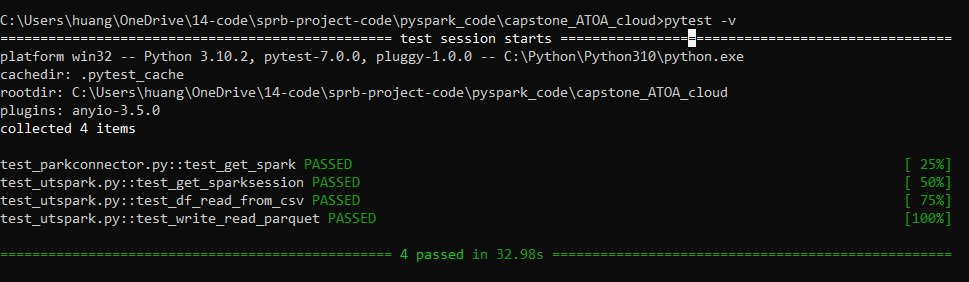 C:\Users\huang\OneDrive\14-code\sprb-project-code\pyspark_code\capstone_ATOA_cloud>pytest -v
================================================= test session starts =================================================
platform win32 -- Python 3.10.2, pytest-7.0.0, pluggy-1.0.0 -- C:\Python\Python310\python.exe
cachedir: .pytest_cache
rootdir: C:\Users\huang\OneDrive\14-code\sprb-project-code\pyspark_code\capstone_ATOA_cloud
plugins: anyio-3.5.0
collected 4 items
test_parkconnector.py::test_get_spark PASSED [ 25%]
test_utspark.py::test_get_sparksession PASSED [ 50%]
test_utspark.py::test_df_read_from_csv PASSED [ 75%]
test_utspark.py::test_write_read_parquet PASSED [100%]
================================================= 4 passed in 32.98s ==================================================